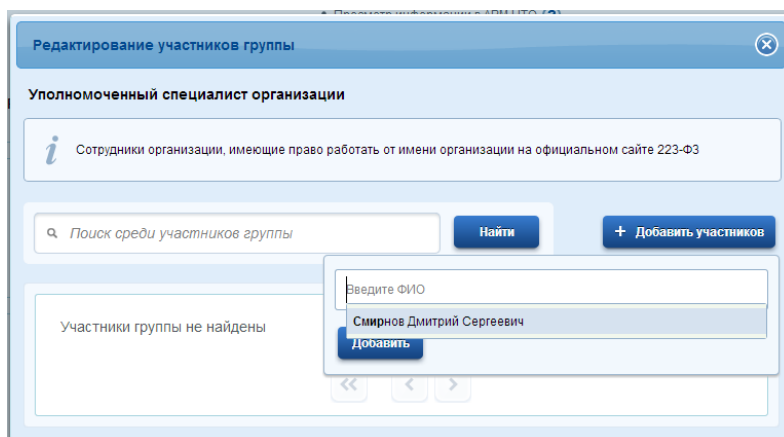 Редактирование участников группы
Уполномоченный специалист организации
Сотрудники организации, имеющие право работать от имени организации на официальном сайте 223-ФЗ
Поиск среди участников группы
Найти
+ Добавить участников
Введите ФИО
Смирнов Дмитрий Сергеевич
Участники группы не найдены
Добавить